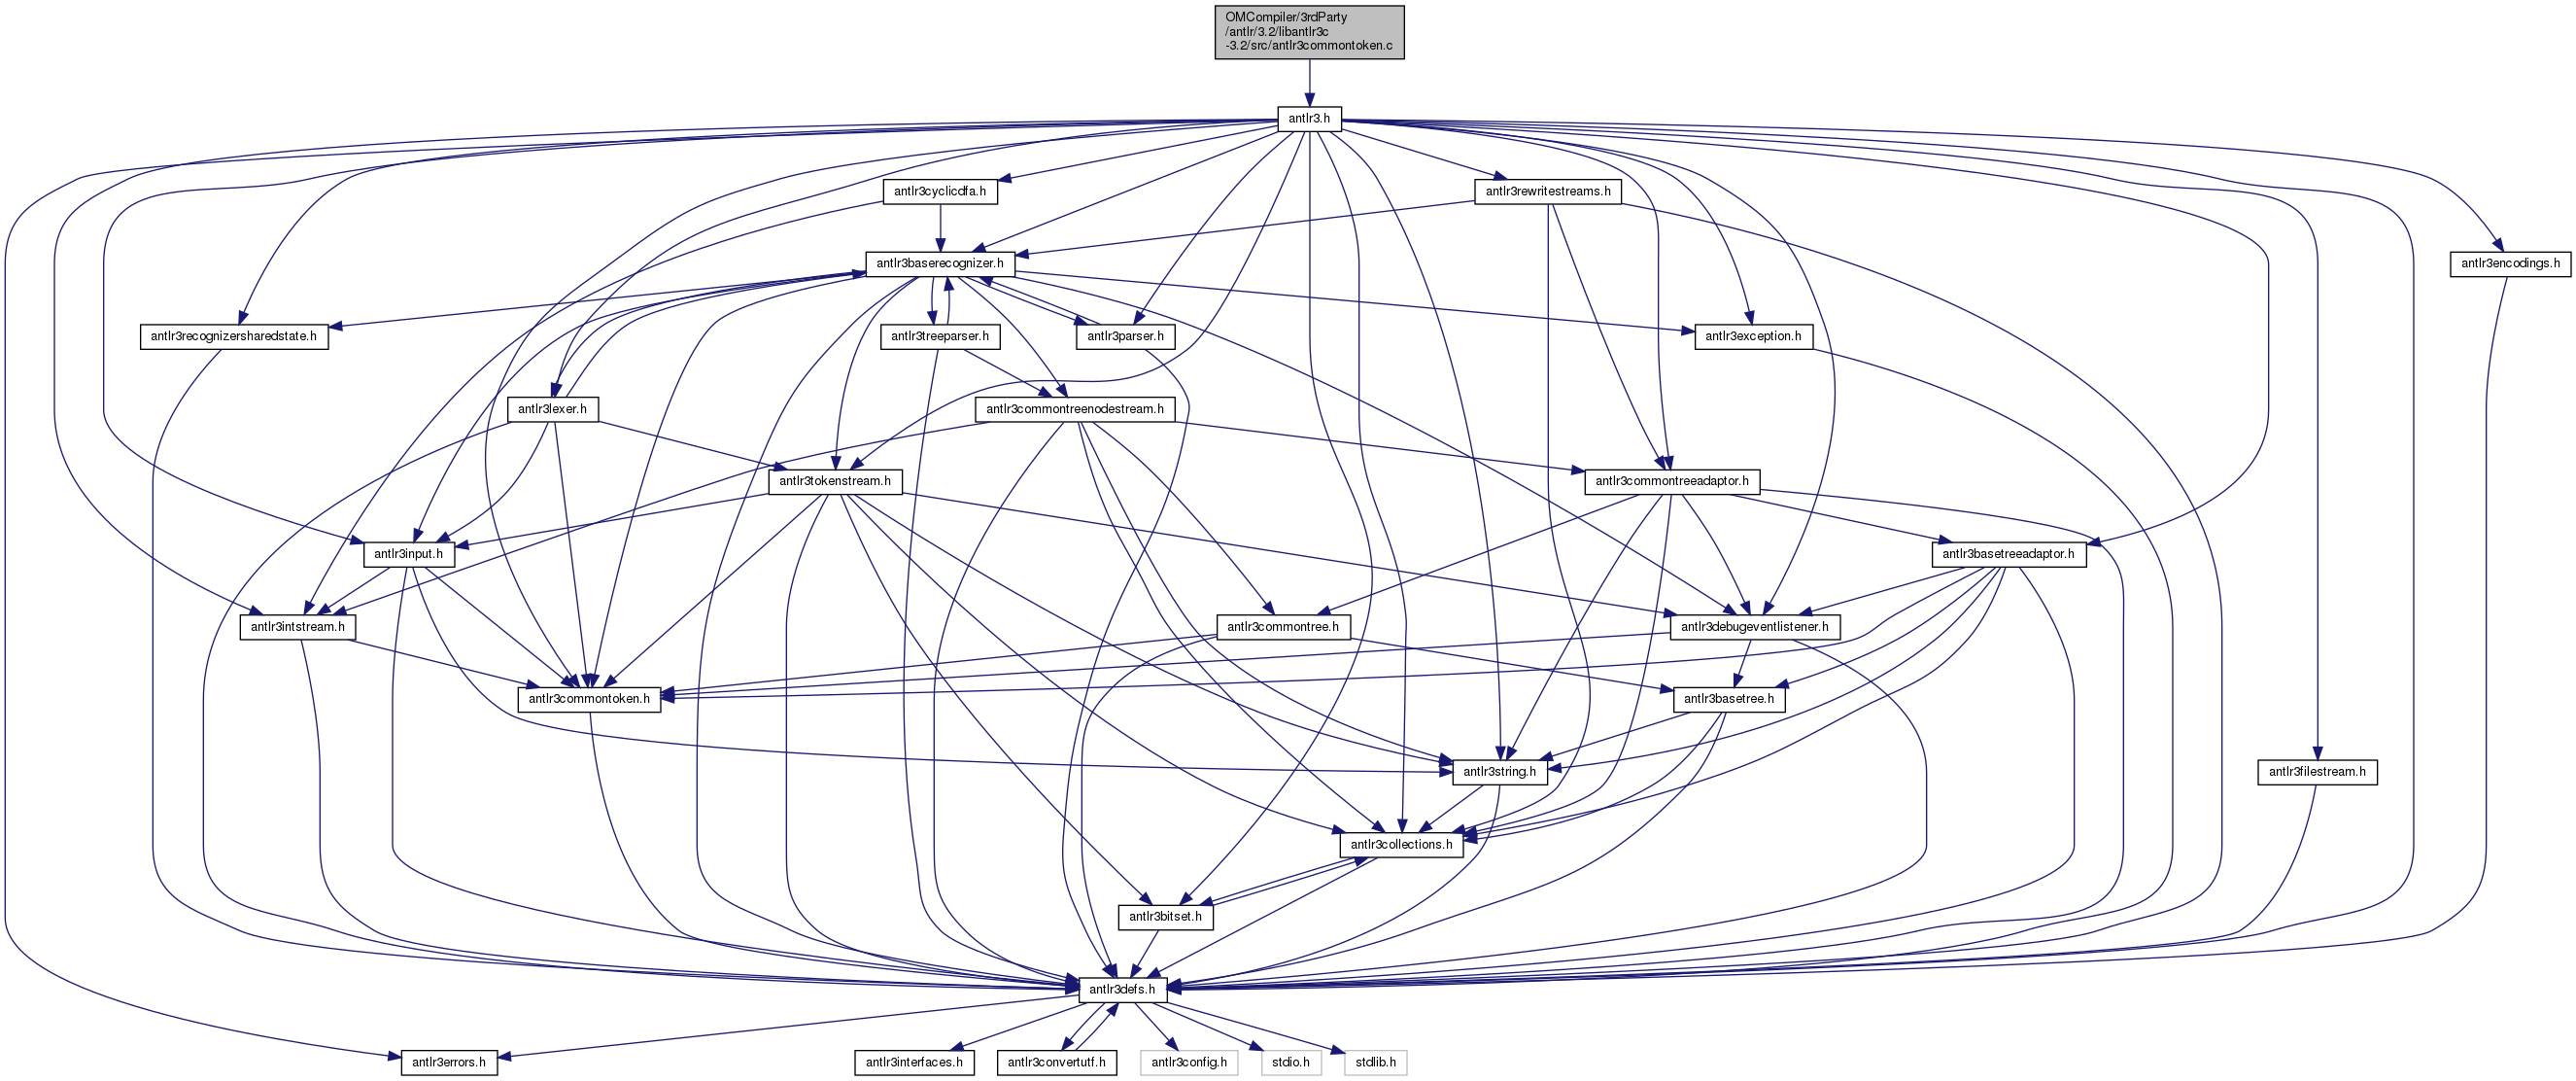 OMCompiler/3rdParty
/antlr/3.2/libantlr3c
-3.2/src/antlr3commontoken.c
antlr3.h
antlr3cyclicdfa.h
antlr3rewritestreams.h
antlr3baserecognizer.h
antlr3encodings.h
antlr3recognizersharedstate.h
antlr3treeparser.h
antlr3parser.h
antlr3exception.h
antlr3lexer.h
antlr3commontreenodestream.h
antlr3tokenstream.h
antlr3commontreeadaptor.h
antlr3input.h
antlr3basetreeadaptor.h
antlr3intstream.h
antlr3commontree.h
antlr3debugeventlistener.h
antlr3commontoken.h
antlr3basetree.h
antlr3string.h
antlr3filestream.h
antlr3collections.h
antlr3bitset.h
antlr3defs.h
antlr3errors.h
antlr3interfaces.h
antlr3convertutf.h
antlr3config.h
stdio.h
stdlib.h